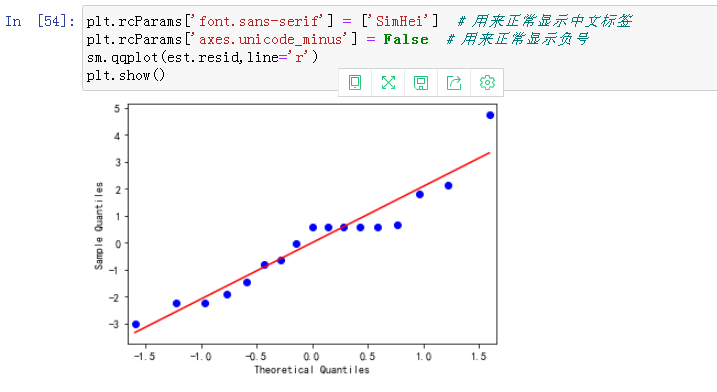 In [54]: plt.rcParams['font.sans-serif'] = ['SimHei'] # 用来正常显示中文标签
plt.rcParams['axes.unicode_minus'] = False # 用来正常显示负号
sm.qqplot(est.resid,line='r')
plt.show()
5
4
3
2
1
0
-1
-2
-3
Sample Quantiles
-1.5 -1.0 -0.5 0.0 0.5 1.0 1.5
Theoretical Quantiles